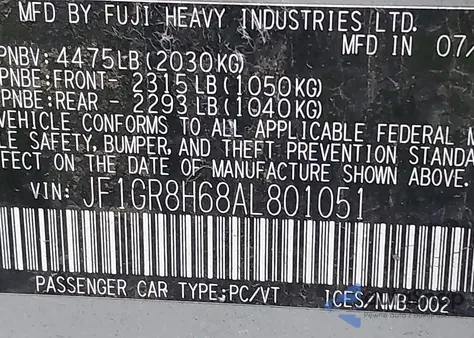 MFD BY FUJI HEAVY INDUSTRIES LTD.
MFD IN 07/
PNBV: 4475LB(2030KG)
PNBE:FRONT- 2315LB(1050KG)
PNBE:REAR - 2293LB(1040KG)
VEHICLE CONFORMS TO ALL APPLICABLE FEDERAL M
LE SAFETY, BUMPER, AND THEFT PREVENTION STANDA
FFECT ON THE DATE OF MANUFACTURE SHOWN ABOVE.
VIN: JF1GR8H68AL801051
PASSENGER CAR TYPE;PC/VT ICES/NMB-002